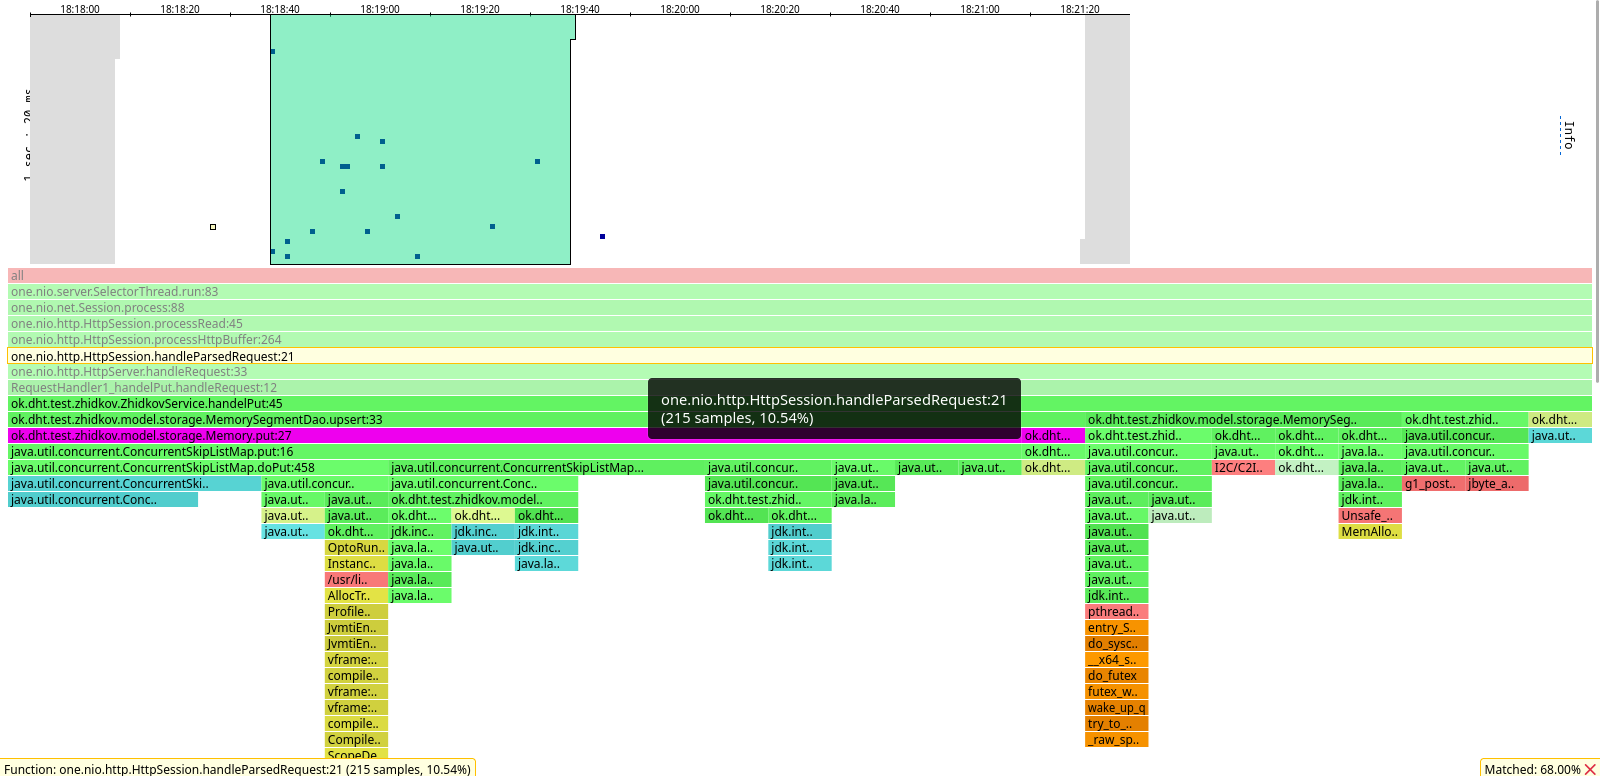 18:18:00 18:18:20 18:18:40 18:19:00 18:19:20 18:19:40 18:20:00 18:20:20 18:20:40 18:21:00 18:21:20
Info
all
one.nio.server.SelectorThread.run:83
one.nio.net.Session.process:88
one.nio.http.HttpSession.processRead:45
one.nio.http.HttpSession.processHttpBuffer:264
one.nio.http.HttpSession.handleParsedRequest:21
one.nio.http.HttpServer.handleRequest:33
RequestHandler1_handelPut.handleRequest:12
one.nio.http.HttpSession.handleParsedRequest:21
(215 samples, 10.54%)
ok.dht.test.zhidkov.ZhidkovService.handelPut:45
ok.dht.test.zhidkov.model.storage.MemorySegmentDao.upsert:33 ok.dht.test.zhidkov.model.storage.MemorySeg.. ok.dht.test.zhid.. ok.dht...
ok.dht.test.zhidkov.model.storage.Memory.put:27 ok.dht... ok.dht.test.zhid.. ok.dht... ok.dht... ok.dht... java.util.concur.. java.ut..
java.util.concurrent.ConcurrentSkipListMap.put:16 ok.dht... java.util.concur.. java.ut.. ok.dht... java.la.. java.util.concur..
java.util.concurrent.ConcurrentSkipListMap.doPut:458 java.util.concurrent.ConcurrentSkipListMap... java.util.concur.. java.ut.. java.ut.. java.ut.. ok.dht... java.util.concur.. I2C/C2I.. ok.dht... java.la.. java.ut.. java.ut..
java.util.concurrent.ConcurrentSki.. java.util.concur.. java.util.concurrent.Conc.. java.util.concur.. java.ut.. java.util.concur.. java.la.. g1_post.. jbyte_a..
java.util.concurrent.Conc.. java.ut.. java.ut.. ok.dht.test.zhidkov.model.. ok.dht.test.zhid.. java.la.. java.ut.. java.ut.. jdk.int..
java.ut.. java.ut.. ok.dht... ok.dht... ok.dht... ok.dht... ok.dht... java.ut.. java.ut.. Unsafe_..
java.ut.. ok.dht... jdk.inc.. jdk.inc.. jdk.int.. jdk.int.. java.ut.. MemAllo..
OptoRun.. java.la.. java.ut.. jdk.inc.. jdk.int.. java.ut..
Instanc.. java.la.. java.la.. jdk.int.. java.ut..
/usr/li.. java.la.. java.ut..
AllocTr.. java.la.. jdk.int..
Profile.. pthread..
JvmtiEn.. entry_S..
JvmtiEn.. do_sysc..
vframe:.. __x64_s..
compile.. do_futex
vframe:.. futex_w..
vframe:.. wake_up_q
compile.. try_to_..
Compile.. _raw_sp..
Function: one.nio.http.HttpSession.handleParsedRequest:21 (215 samples, 10.54%) Matched: 68.00%